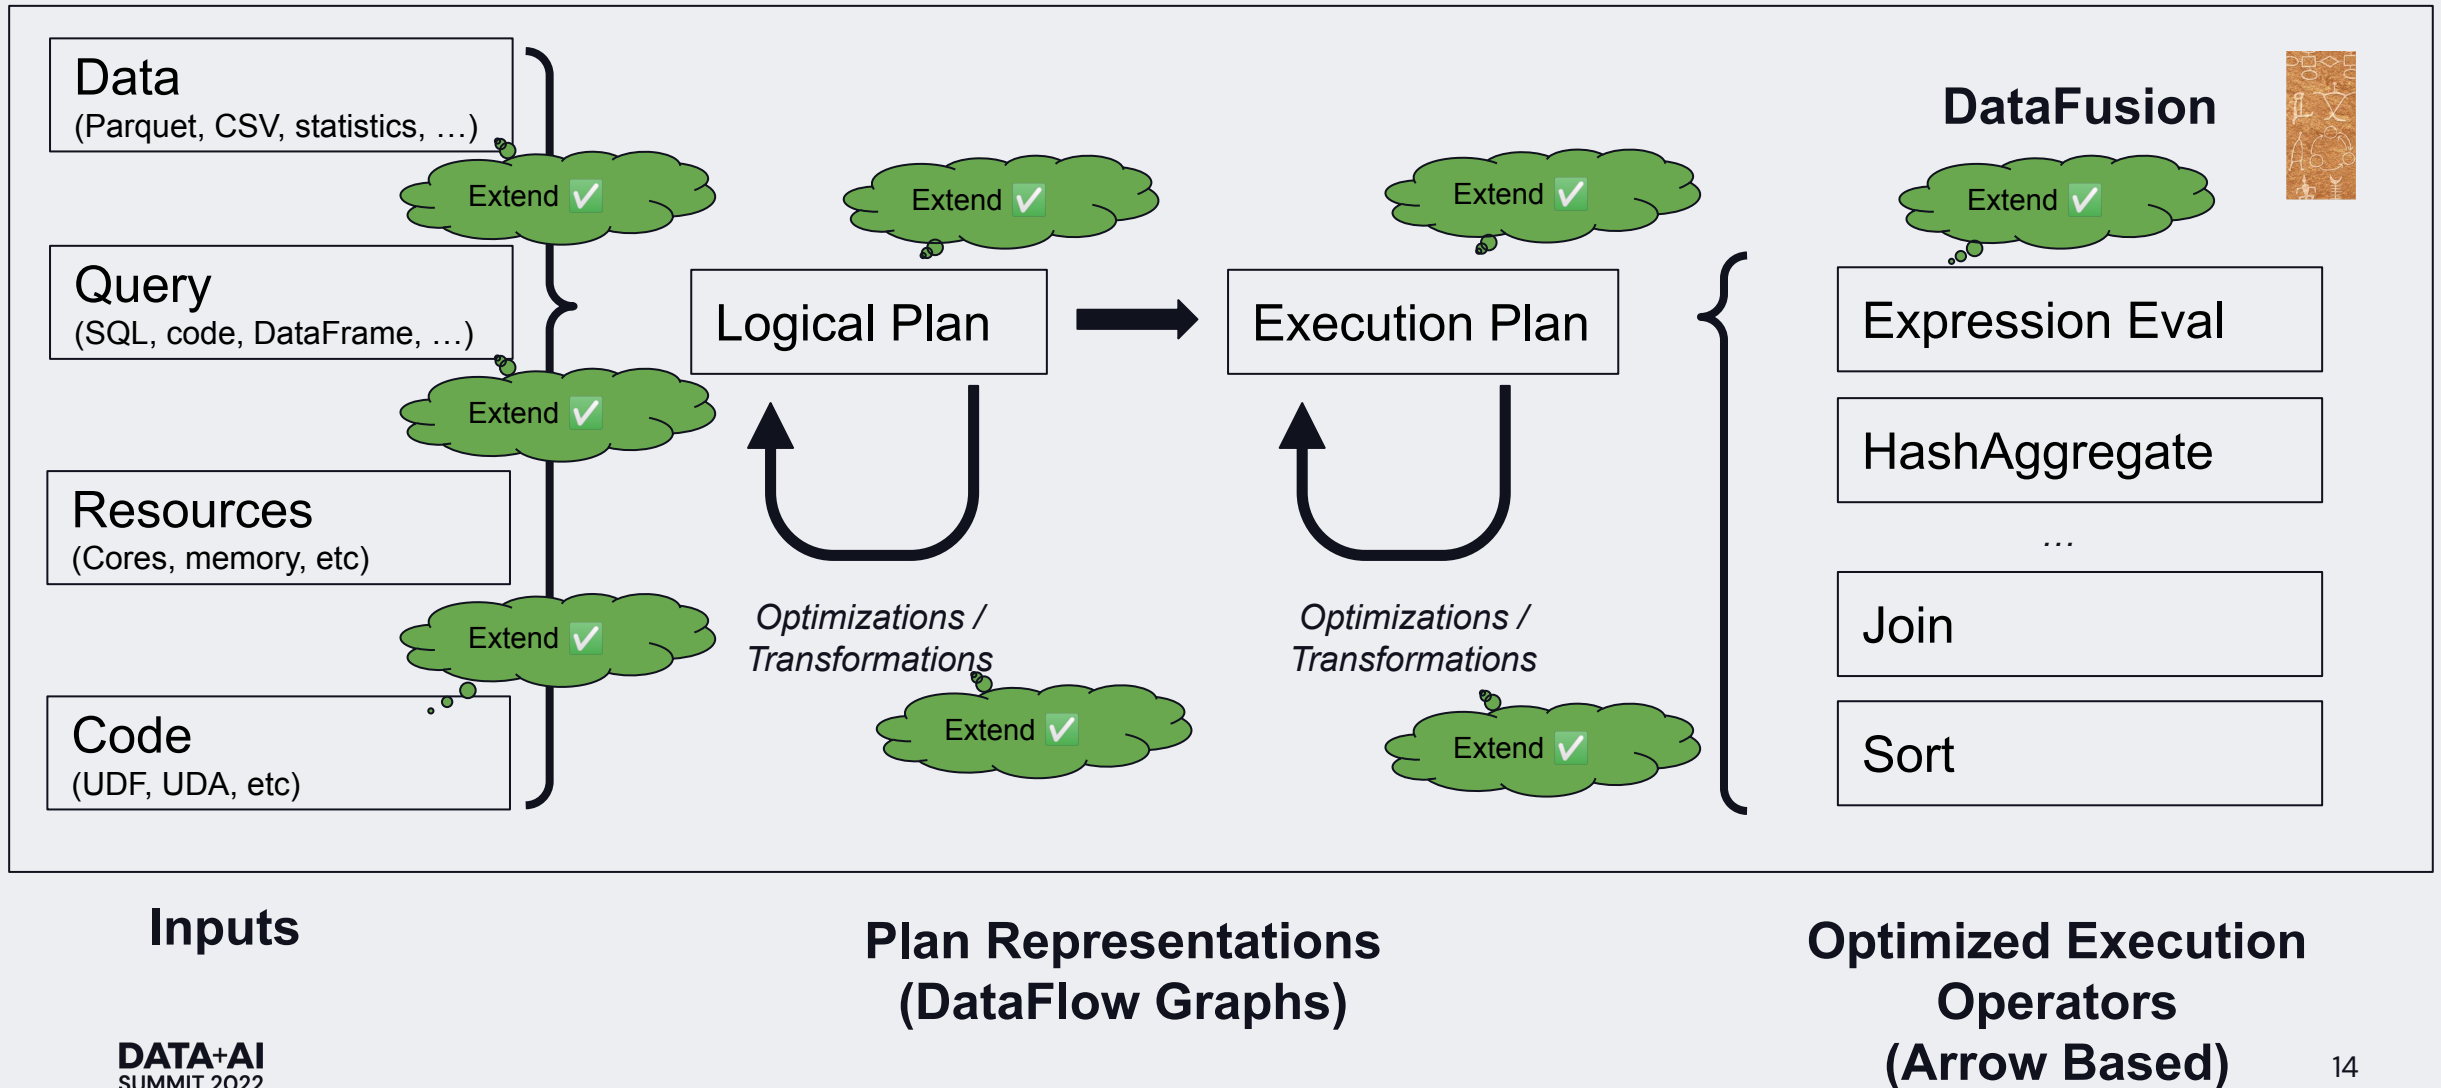 Data
(Parquet, CSV, statistics, …)
Extend ✅
Query
(SQL, code, DataFrame, …)
Extend ✅
Resources
(Cores, memory, etc)
Extend ✅
Code
(UDF, UDA, etc)
Extend ✅
Logical Plan
Optimizations /
Transformations
Extend ✅
Extend ✅
Execution Plan
Optimizations /
Transformations
Extend ✅
DataFusion
Extend ✅
Expression Eval
HashAggregate
…
Join
Sort
Inputs
Plan Representations
(DataFlow Graphs)
Optimized Execution
Operators
(Arrow Based)
DATA+AI
SUMMIT 2022
14